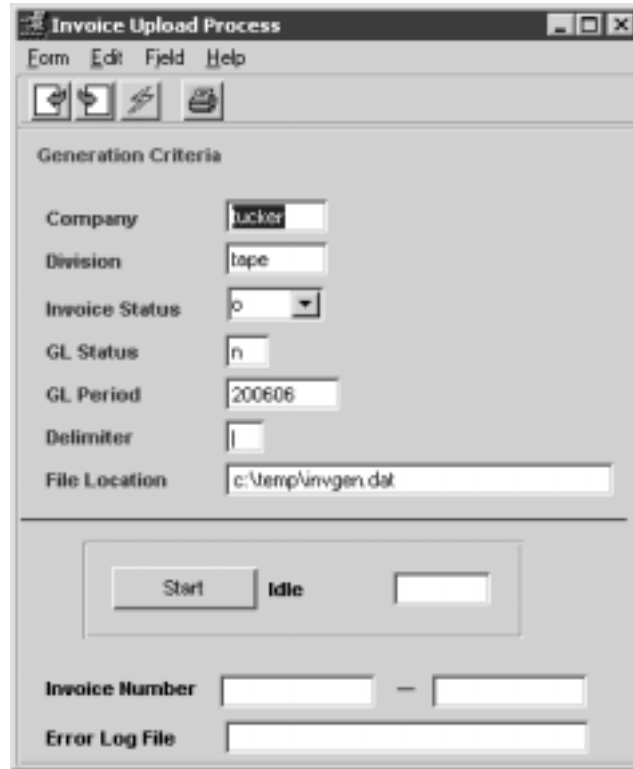 Invoice Upload Process
Form Edit Field Help
Generation Criteria
Company tucker
Division tape
Invoice Status o
GL Status n
GL Period 200606
Delimiter |
File Location c:\temp\invgen.dat
Start Idle
Invoice Number —
Error Log File